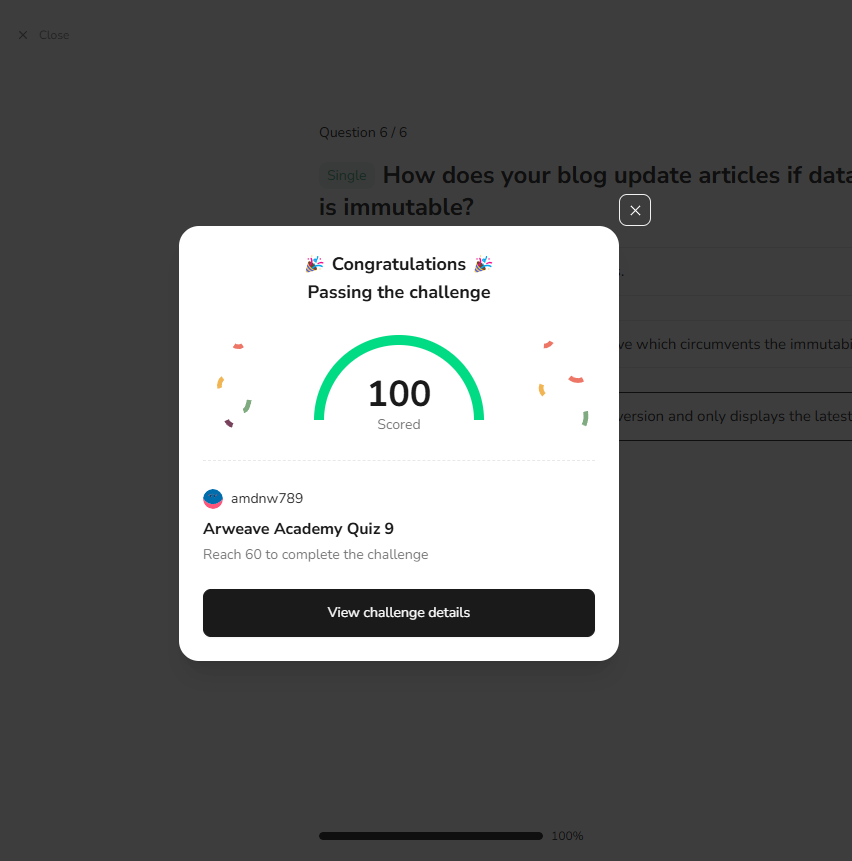 Close
Question 6 / 6
Single How does your blog update articles if data
is immutable?
s.
ve which circumvents the immutabi
version and only displays the latest
Congratulations
Passing the challenge
100
Scored
amdnw789
Arweave Academy Quiz 9
Reach 60 to complete the challenge
View challenge details
100%